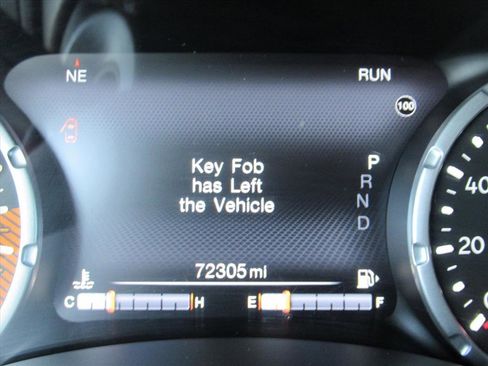 NE RUN
100
Key Fob
has Left
the Vehicle
P
R
N
D
40
20
72305 mi
C H E F